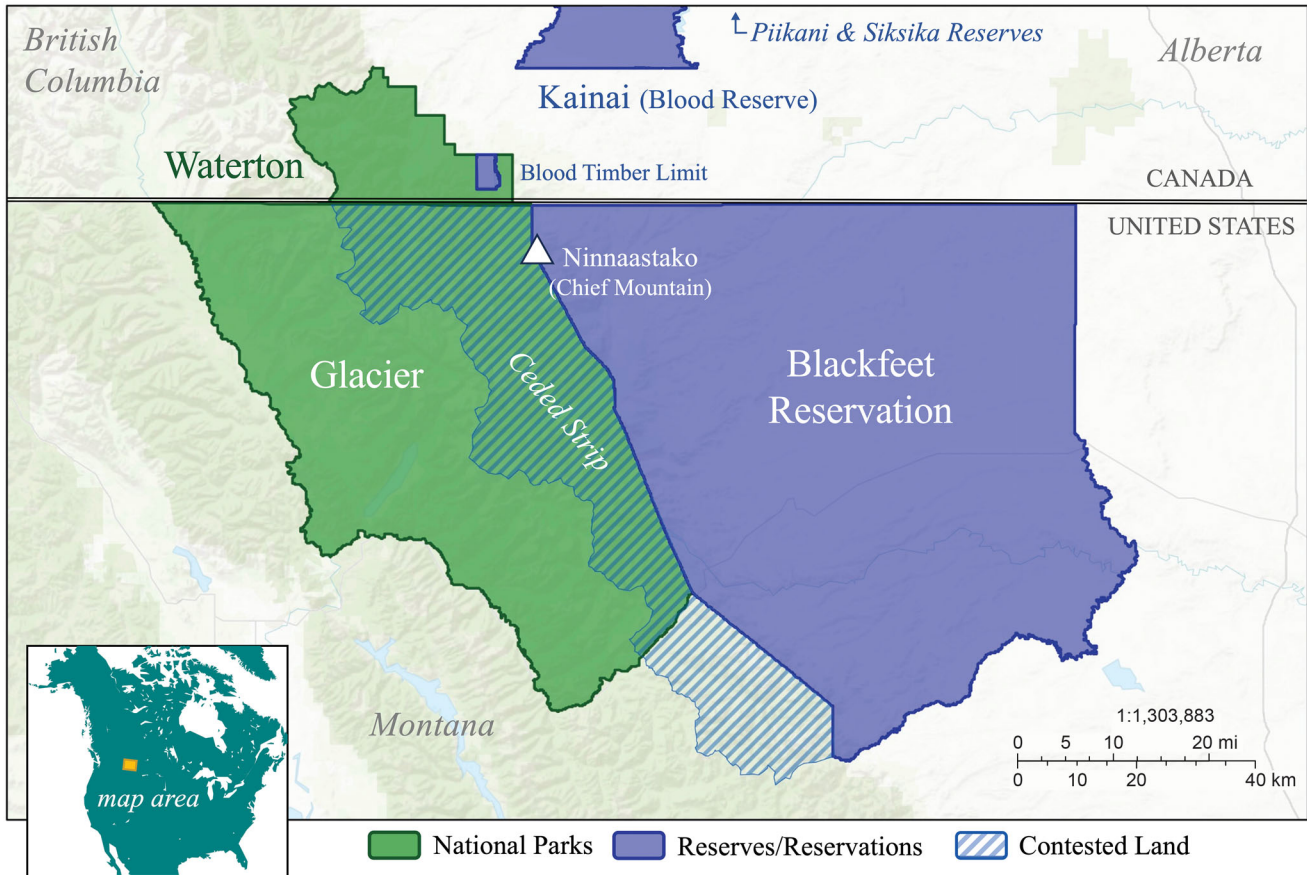 British
Columbia
Piikani & Siksika Reserves
Alberta
Kainai (Blood Reserve)
Waterton
Blood Timber Limit
CANADA
UNITED STATES
Ninnaastako
(Chief Mountain)
Glacier
Ceded Strip
Blackfeet
Reservation
Montana
1:1,303,883
0 5 10 20 mi
0 10 20 40 km
map area
National Parks
Reserves/Reservations
Contested Land